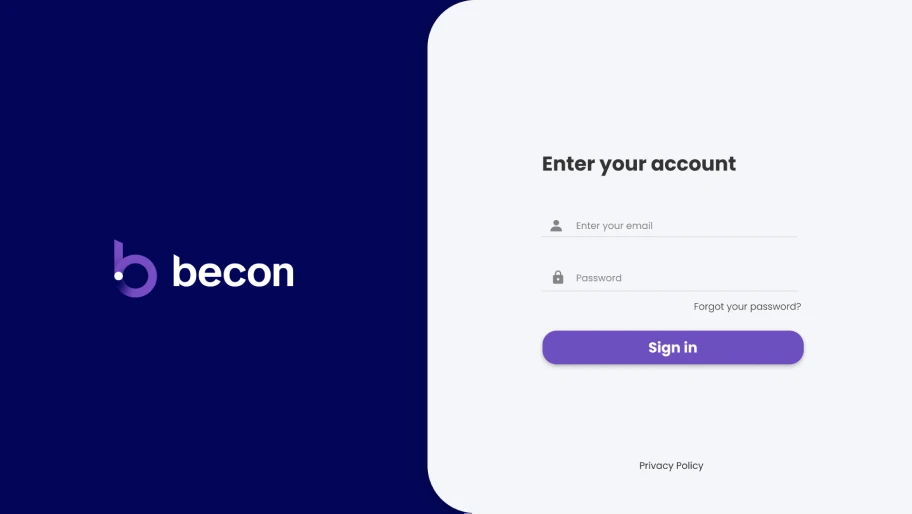 becon
Enter your account
Enter your email
Password
Forgot your password?
Sign in
Privacy Policy